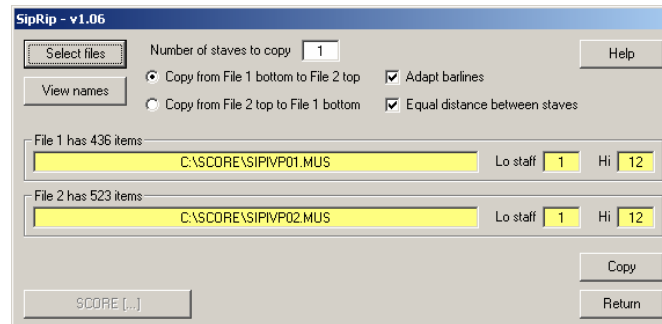 SipRip - v1.06
Select files
Number of staves to copy 1
Help
View names
Copy from File 1 bottom to File 2 top
Adapt barlines
Copy from File 2 top to File 1 bottom
Equal distance between staves
File 1 has 436 items
C:\SCORE\SIPIVP01.MUS Lo staff 1 Hi 12
File 2 has 523 items
C:\SCORE\SIPIVP02.MUS Lo staff 1 Hi 12
Copy
SCORE [...]
Return